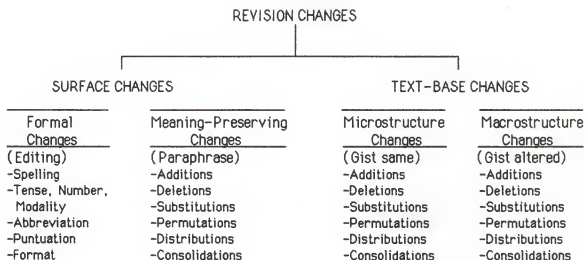 REVISION CHANGES
SURFACE CHANGES
TEXT-BASE CHANGES
Formal
Changes
(Editing)
-Spelling
-Tense, Number,
Modality
-Abbreviation
-Puntuation
-Format
Meaning-Preserving
Changes
(Paraphrase)
-Additions
-Deletions
-Substitutions
-Permutations
-Distributions
-Consolidations
Microstructure
Changes
(Gist same)
-Additions
-Deletions
-Substitutions
-Permutations
-Distributions
-Consolidations
Macrostructure
Changes
(Gist altered)
-Additions
-Deletions
-Substitutions
-Permutations
-Distributions
-Consolidations